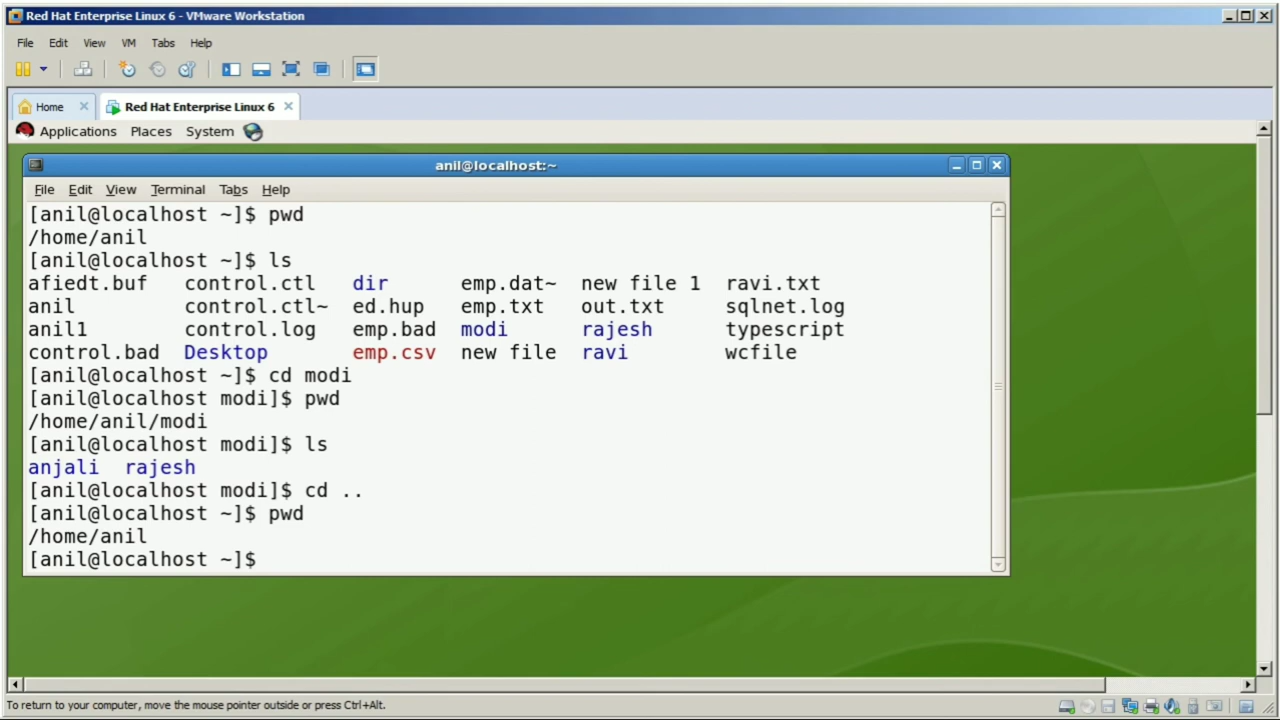 Red Hat Enterprise Linux 6 - VMware Workstation
File Edit View VM Tabs Help
Home Red Hat Enterprise Linux 6
Applications Places System
anil@localhost:~
File Edit View Terminal Tabs Help
[anil@localhost ~]$ pwd
/home/anil
[anil@localhost ~]$ ls
afiedt.buf control.ctl dir emp.dat~ new file 1 ravi.txt
anil control.ctl~ ed.hup emp.txt out.txt sqlnet.log
anil1 control.log emp.bad modi rajesh typescript
control.bad Desktop emp.csv new file ravi wcfile
[anil@localhost ~]$ cd modi
[anil@localhost modi]$ pwd
/home/anil/modi
[anil@localhost modi]$ ls
anjali rajesh
[anil@localhost modi]$ cd ..
[anil@localhost ~]$ pwd
/home/anil
[anil@localhost ~]$
To return to your computer, move the mouse pointer outside or press Ctrl+Alt.